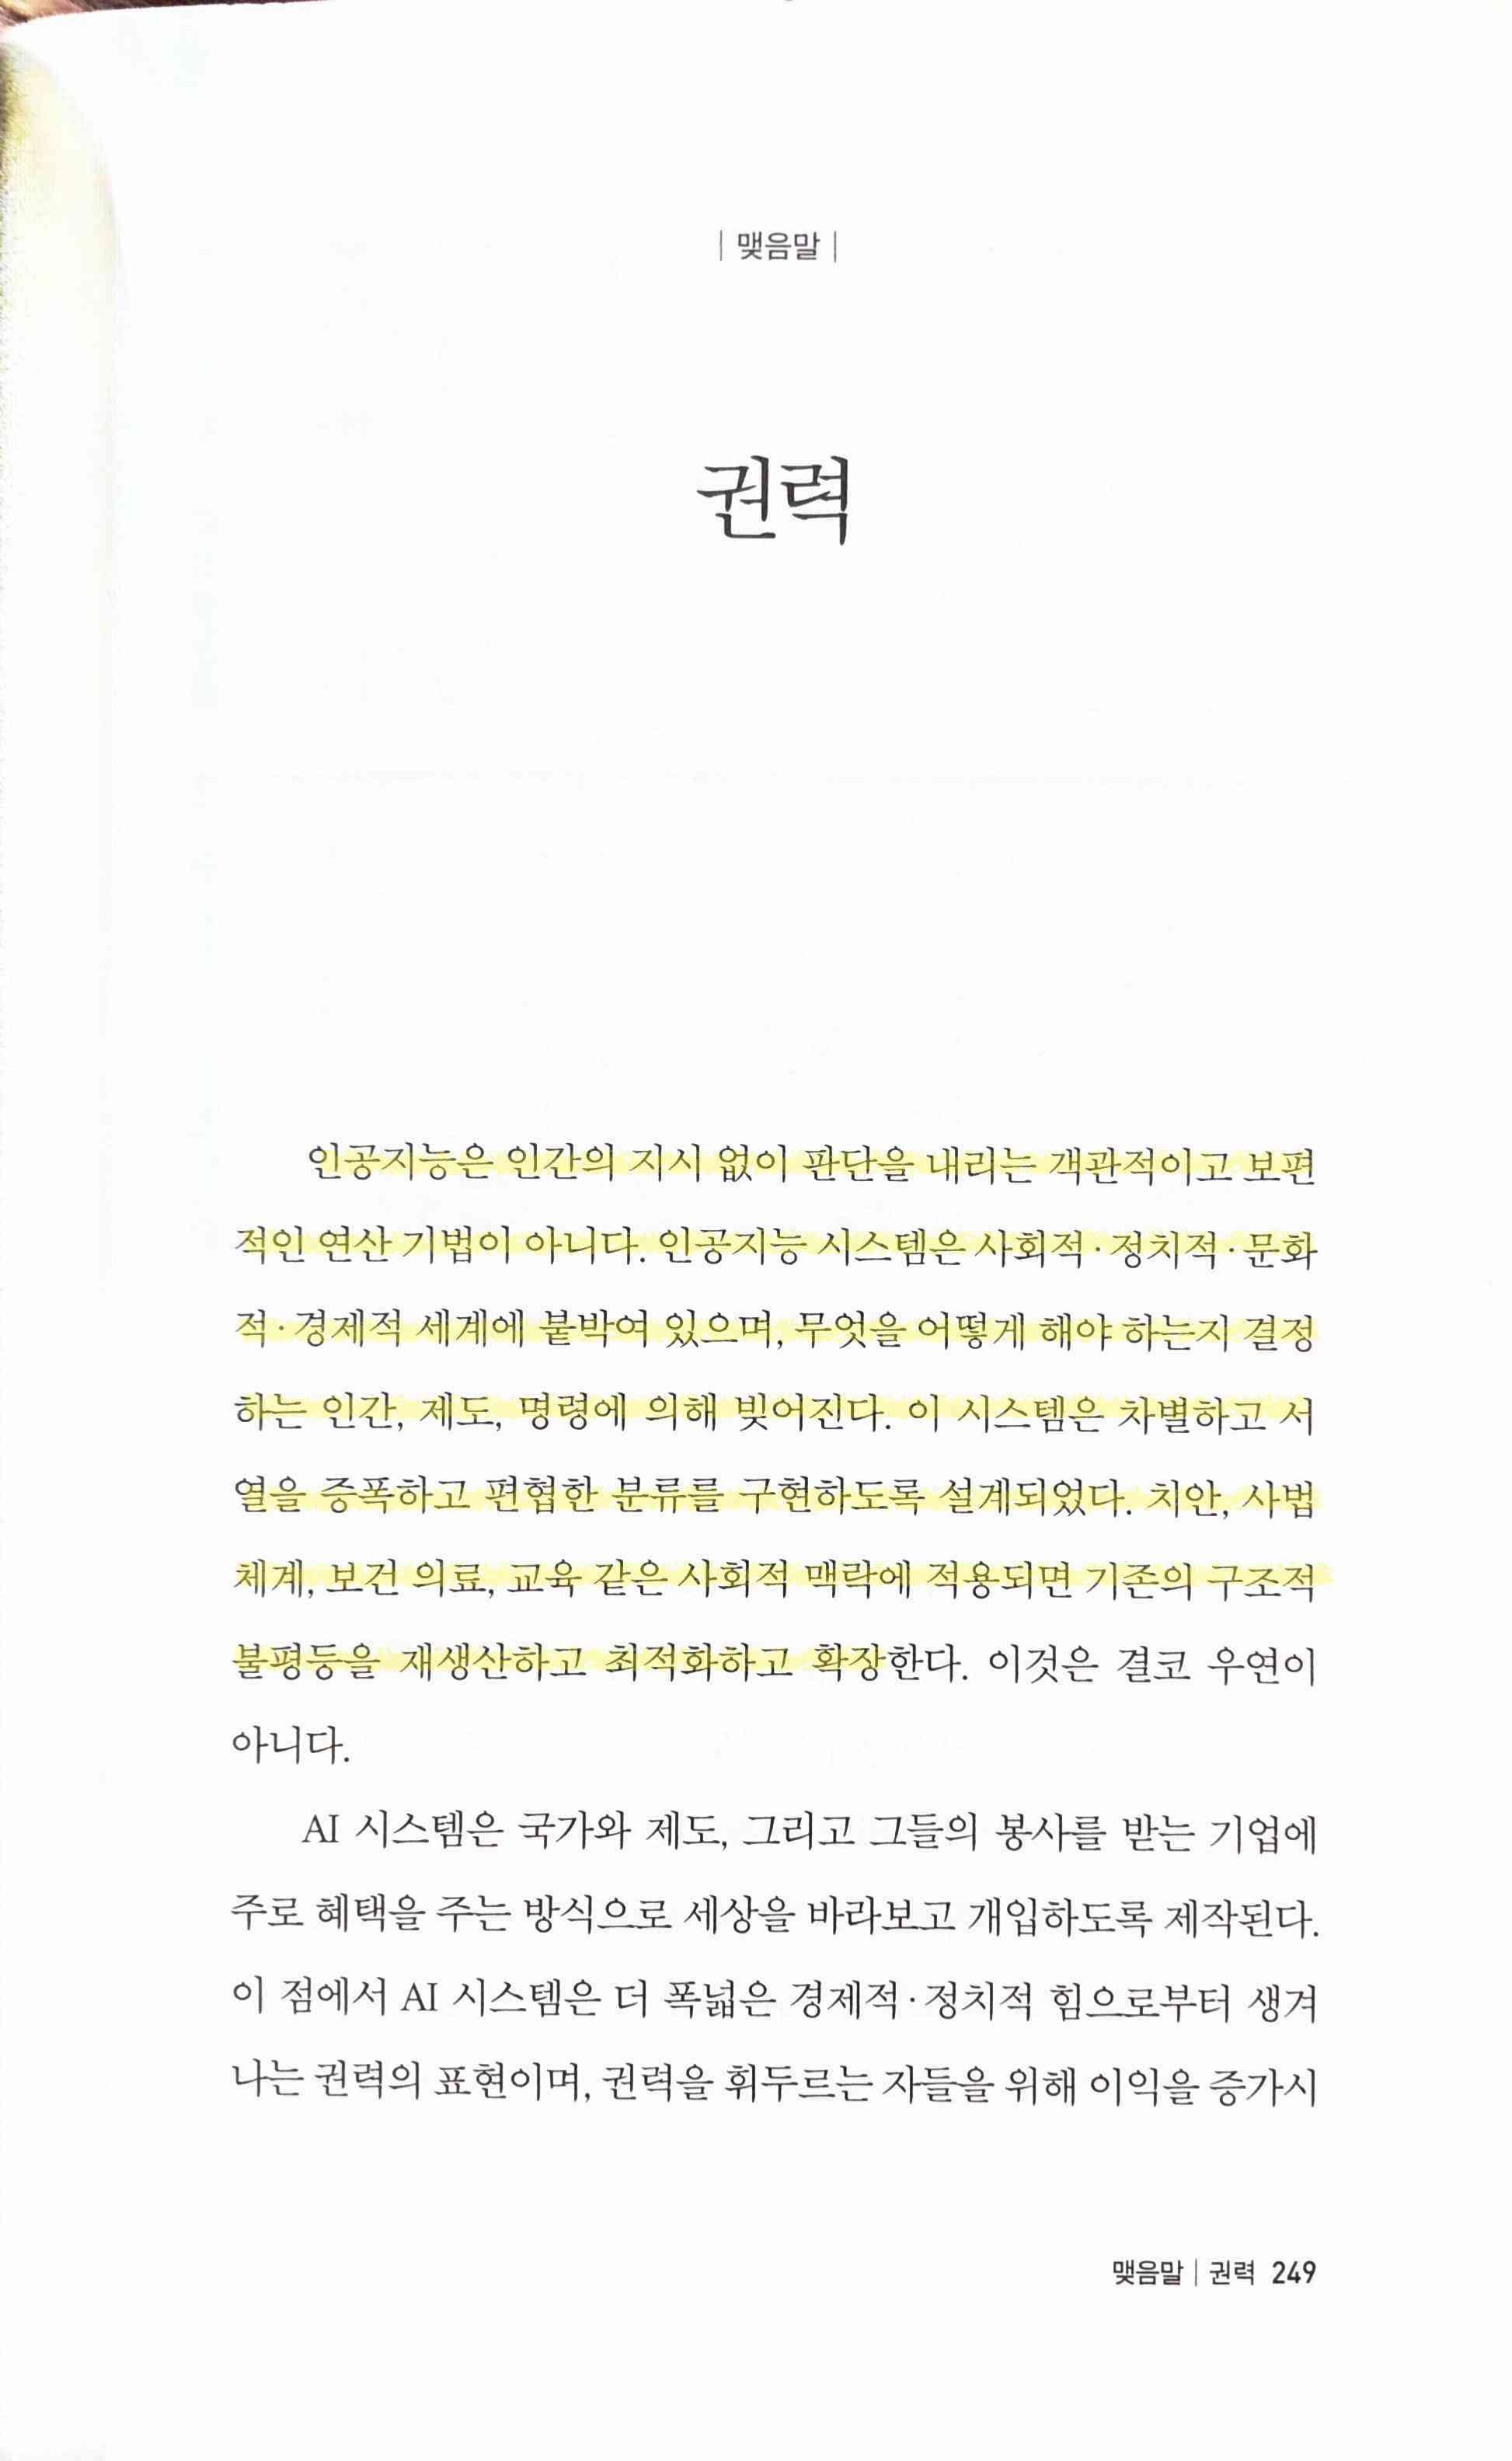 | 맺음말 |
권력
인공지능은 인간의 지시 없이 판단을 내리는 객관적이고 보편
적인 연산 기법이 아니다. 인공지능 시스템은 사회적·정치적·문화
적·경제적 세계에 붙박여 있으며, 무엇을 어떻게 해야 하는지 결정
하는 인간, 제도, 명령에 의해 빚어진다. 이 시스템은 차별하고 서
열을 증폭하고 편협한 분류를 구현하도록 설계되었다. 치안, 사법
체계, 보건 의료, 교육 같은 사회적 맥락에 적용되면 기존의 구조적
불평등을 재생산하고 최적화하고 확장한다. 이것은 결코 우연이
아니다.
AI 시스템은 국가와 제도, 그리고 그들의 봉사를 받는 기업에
주로 혜택을 주는 방식으로 세상을 바라보고 개입하도록 제작된다.
이 점에서 AI 시스템은 더 폭넓은 경제적·정치적 힘으로부터 생겨
나는 권력의 표현이며, 권력을 휘두르는 자들을 위해 이익을 증가시
맺음말 | 권력 249